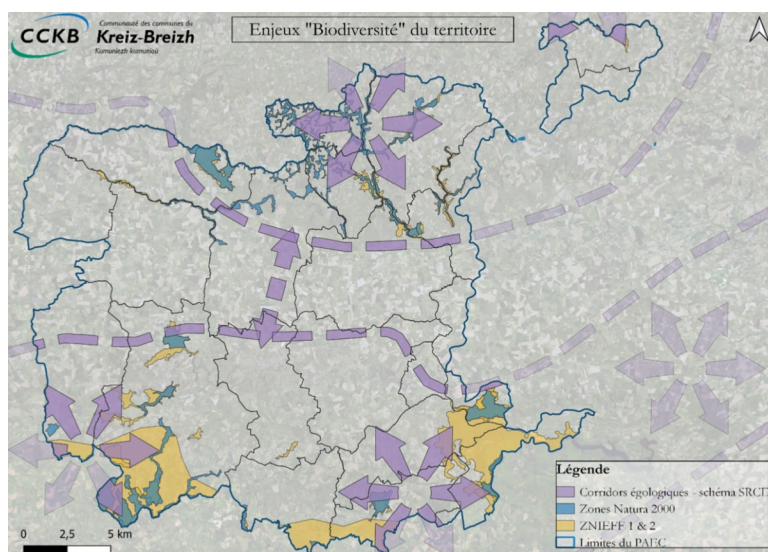 CCKB
Communauté des communes du
Kreiz-Breizh
Kumuniezh kumunioù
Enjeux "Biodiversité" du territoire
Légende
Corridors égologiques - schéma SRCE
Zones Natura 2000
ZNIEFF 1 & 2
Limites du PAEC
0 2,5 5 km